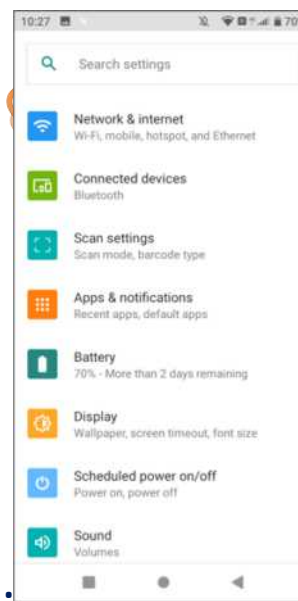 10:27
70%
Search settings
Network & internet
Wi-Fi, mobile, hotspot, and Ethernet
Connected devices
Bluetooth
Scan settings
Scan mode, barcode type
Apps & notifications
Recent apps, default apps
Battery
70% - More than 2 days remaining
Display
Wallpaper, screen timeout, font size
Scheduled power on/off
Power on, power off
Sound
Volumes